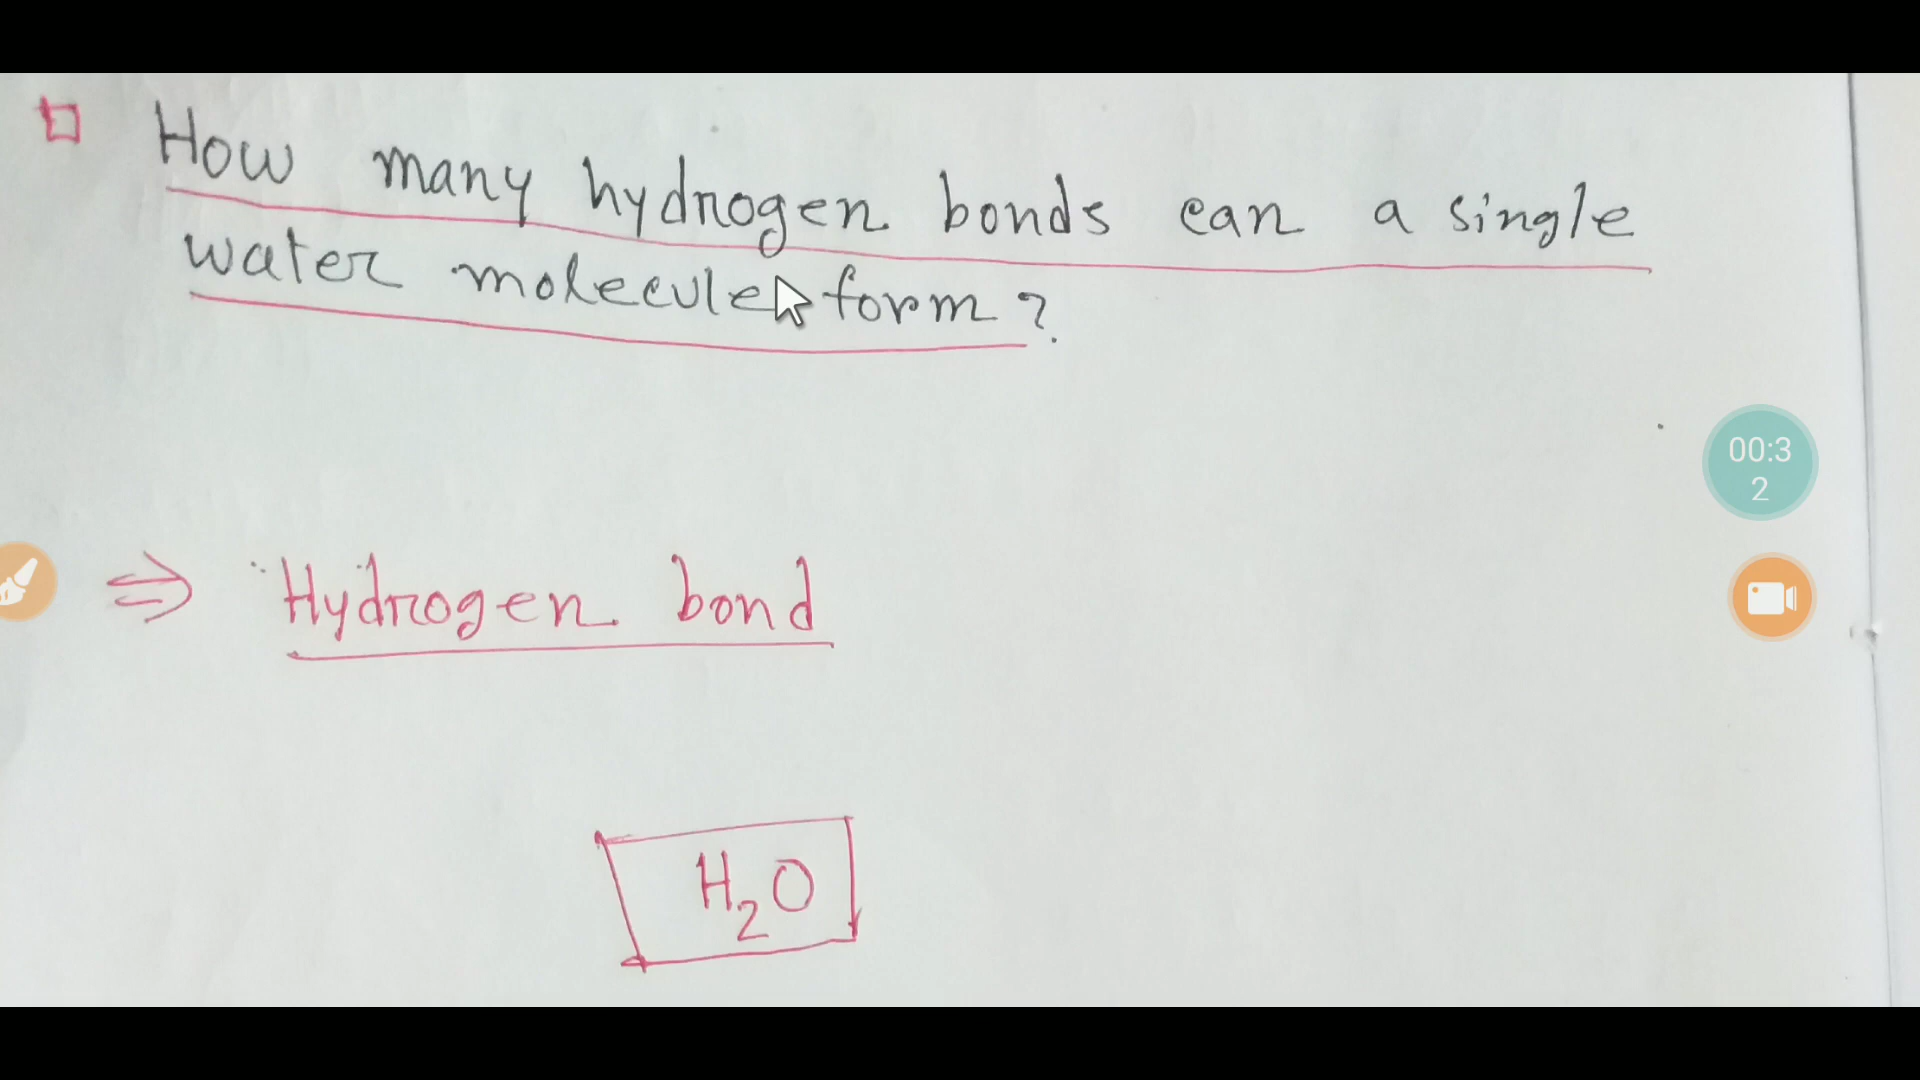 How many hydrogen bonds can a single
water molecule form?
00:3
2
⇒ Hydrogen bond
H₂O